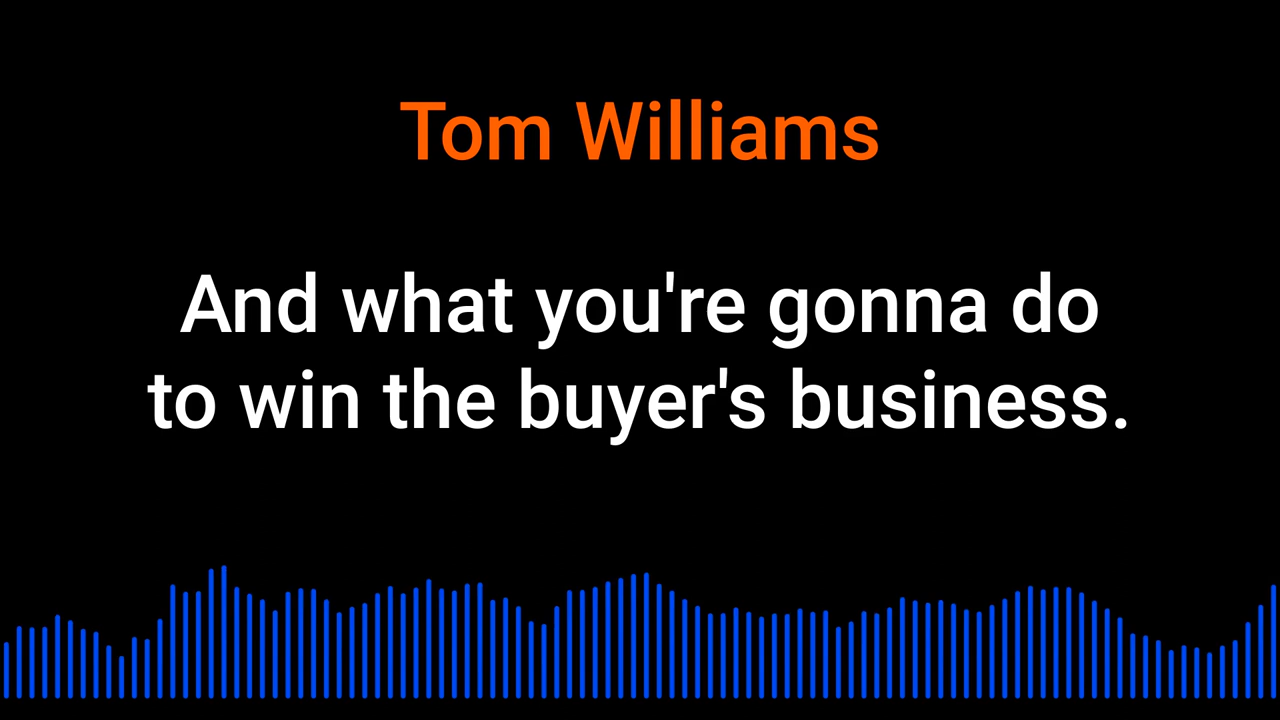 Tom Williams
And what you're gonna do
to win the buyer's business.